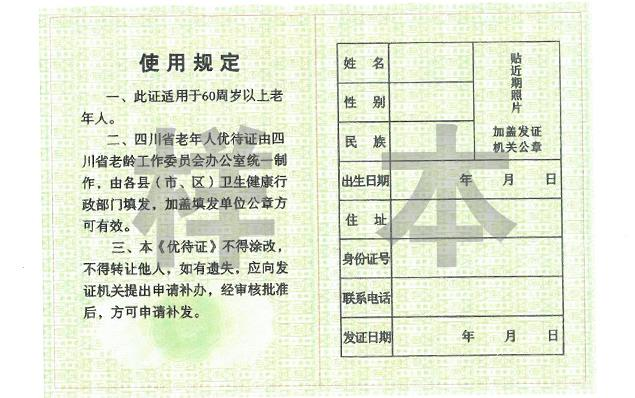 使用规定
一、此证适用于60周岁以上老
年人。
二、四川省老年人优待证由四
川省老龄工作委员会办公室统一制
作，由各县（市、区）卫生健康行
政部门填发，加盖填发单位公章方
可有效。
三、本《优待证》不得涂改，
不得转让他人，如有遗失，应向发
证机关提出申请补办，经审核批准
后，方可申请补发。
姓 名
性 别
民 族
贴近期照片
加盖发证
机关公章
出生日期 年 月 日
住 址
身份证号
联系电话
发证日期 年 月 日
样本